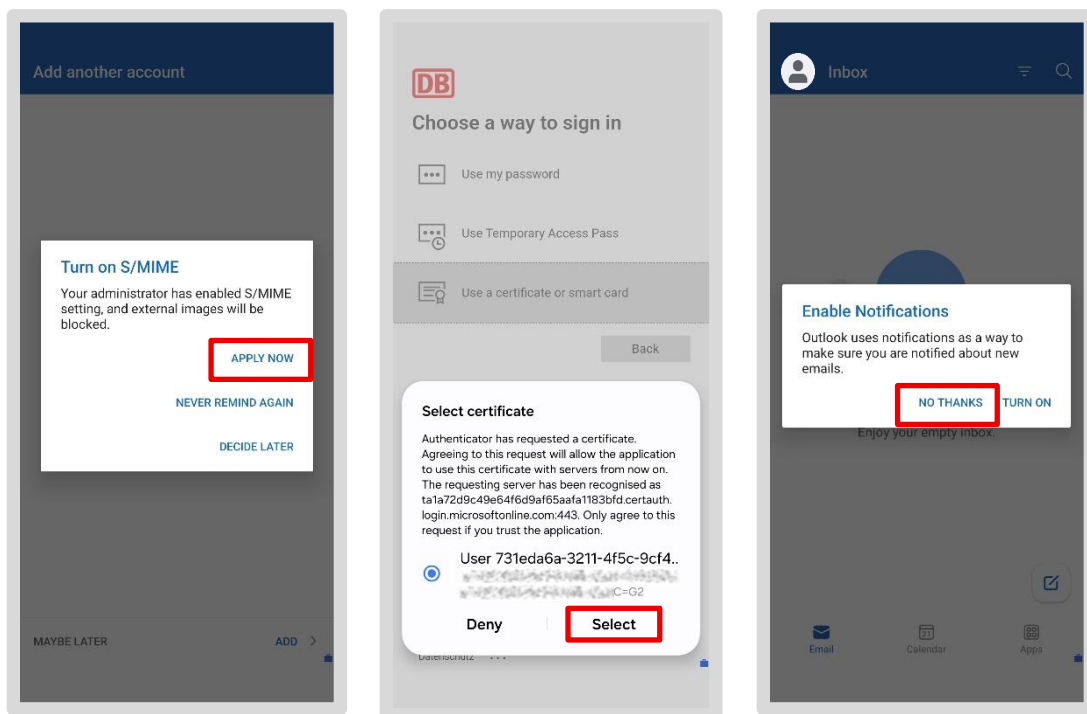 Add another account
Turn on S/MIME
Your administrator has enabled S/MIME
setting, and external images will be
blocked.
APPLY NOW
NEVER REMIND AGAIN
DECIDE LATER
MAYBE LATER
ADD >
DB
Choose a way to sign in
Use my password
Use Temporary Access Pass
Use a certificate or smart card
Back
Select certificate
Authenticator has requested a certificate.
Agreeing to this request will allow the application
to use this certificate with servers from now on.
The requesting server has been recognised as
ta1a72d9c49e64f6d9af65aafa1183bfd.certauth.
login.microsoftonline.com:443. Only agree to this
request if you trust the application.
User 731eda6a-3211-4f5c-9cf4..
C=G2
Deny
Select
Datenschutz ...
Inbox
Enable Notifications
Outlook uses notifications as a way to
make sure you are notified about new
emails.
NO THANKS
TURN ON
Enjoy your empty inbox.
Email
21
Calendar
Apps